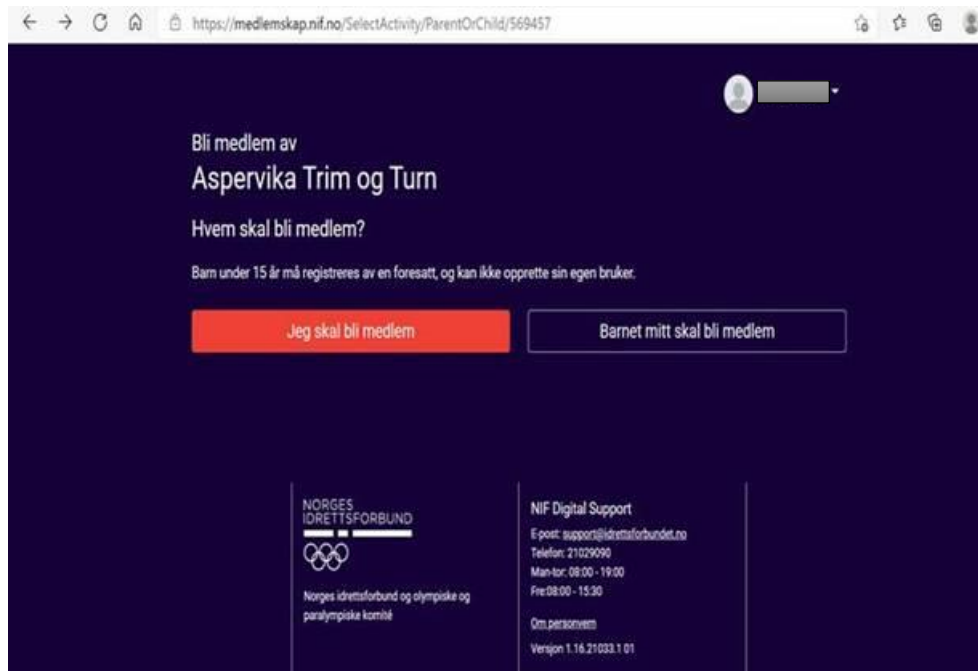 https://medlemskap.nif.no/SelectActivity/ParentOrChild/569457
Bli medlem av
Aspervika Trim og Turn
Hvem skal bli medlem?
Barn under 15 år må registreres av en foresatt, og kan ikke opprette sin egen bruker.
Jeg skal bli medlem
Barnet mitt skal bli medlem
NORGES
IDRETTSFORBUND
Norges idrettsforbund og olympiske og
paralympiske komité
NIF Digital Support
E-post: support@idrettsforbundet.no
Telefon: 21029090
Man-tor: 08:00 - 19:00
Fre:08:00 - 15:30
Om personvern
Versjon 1.16.21033.1 01